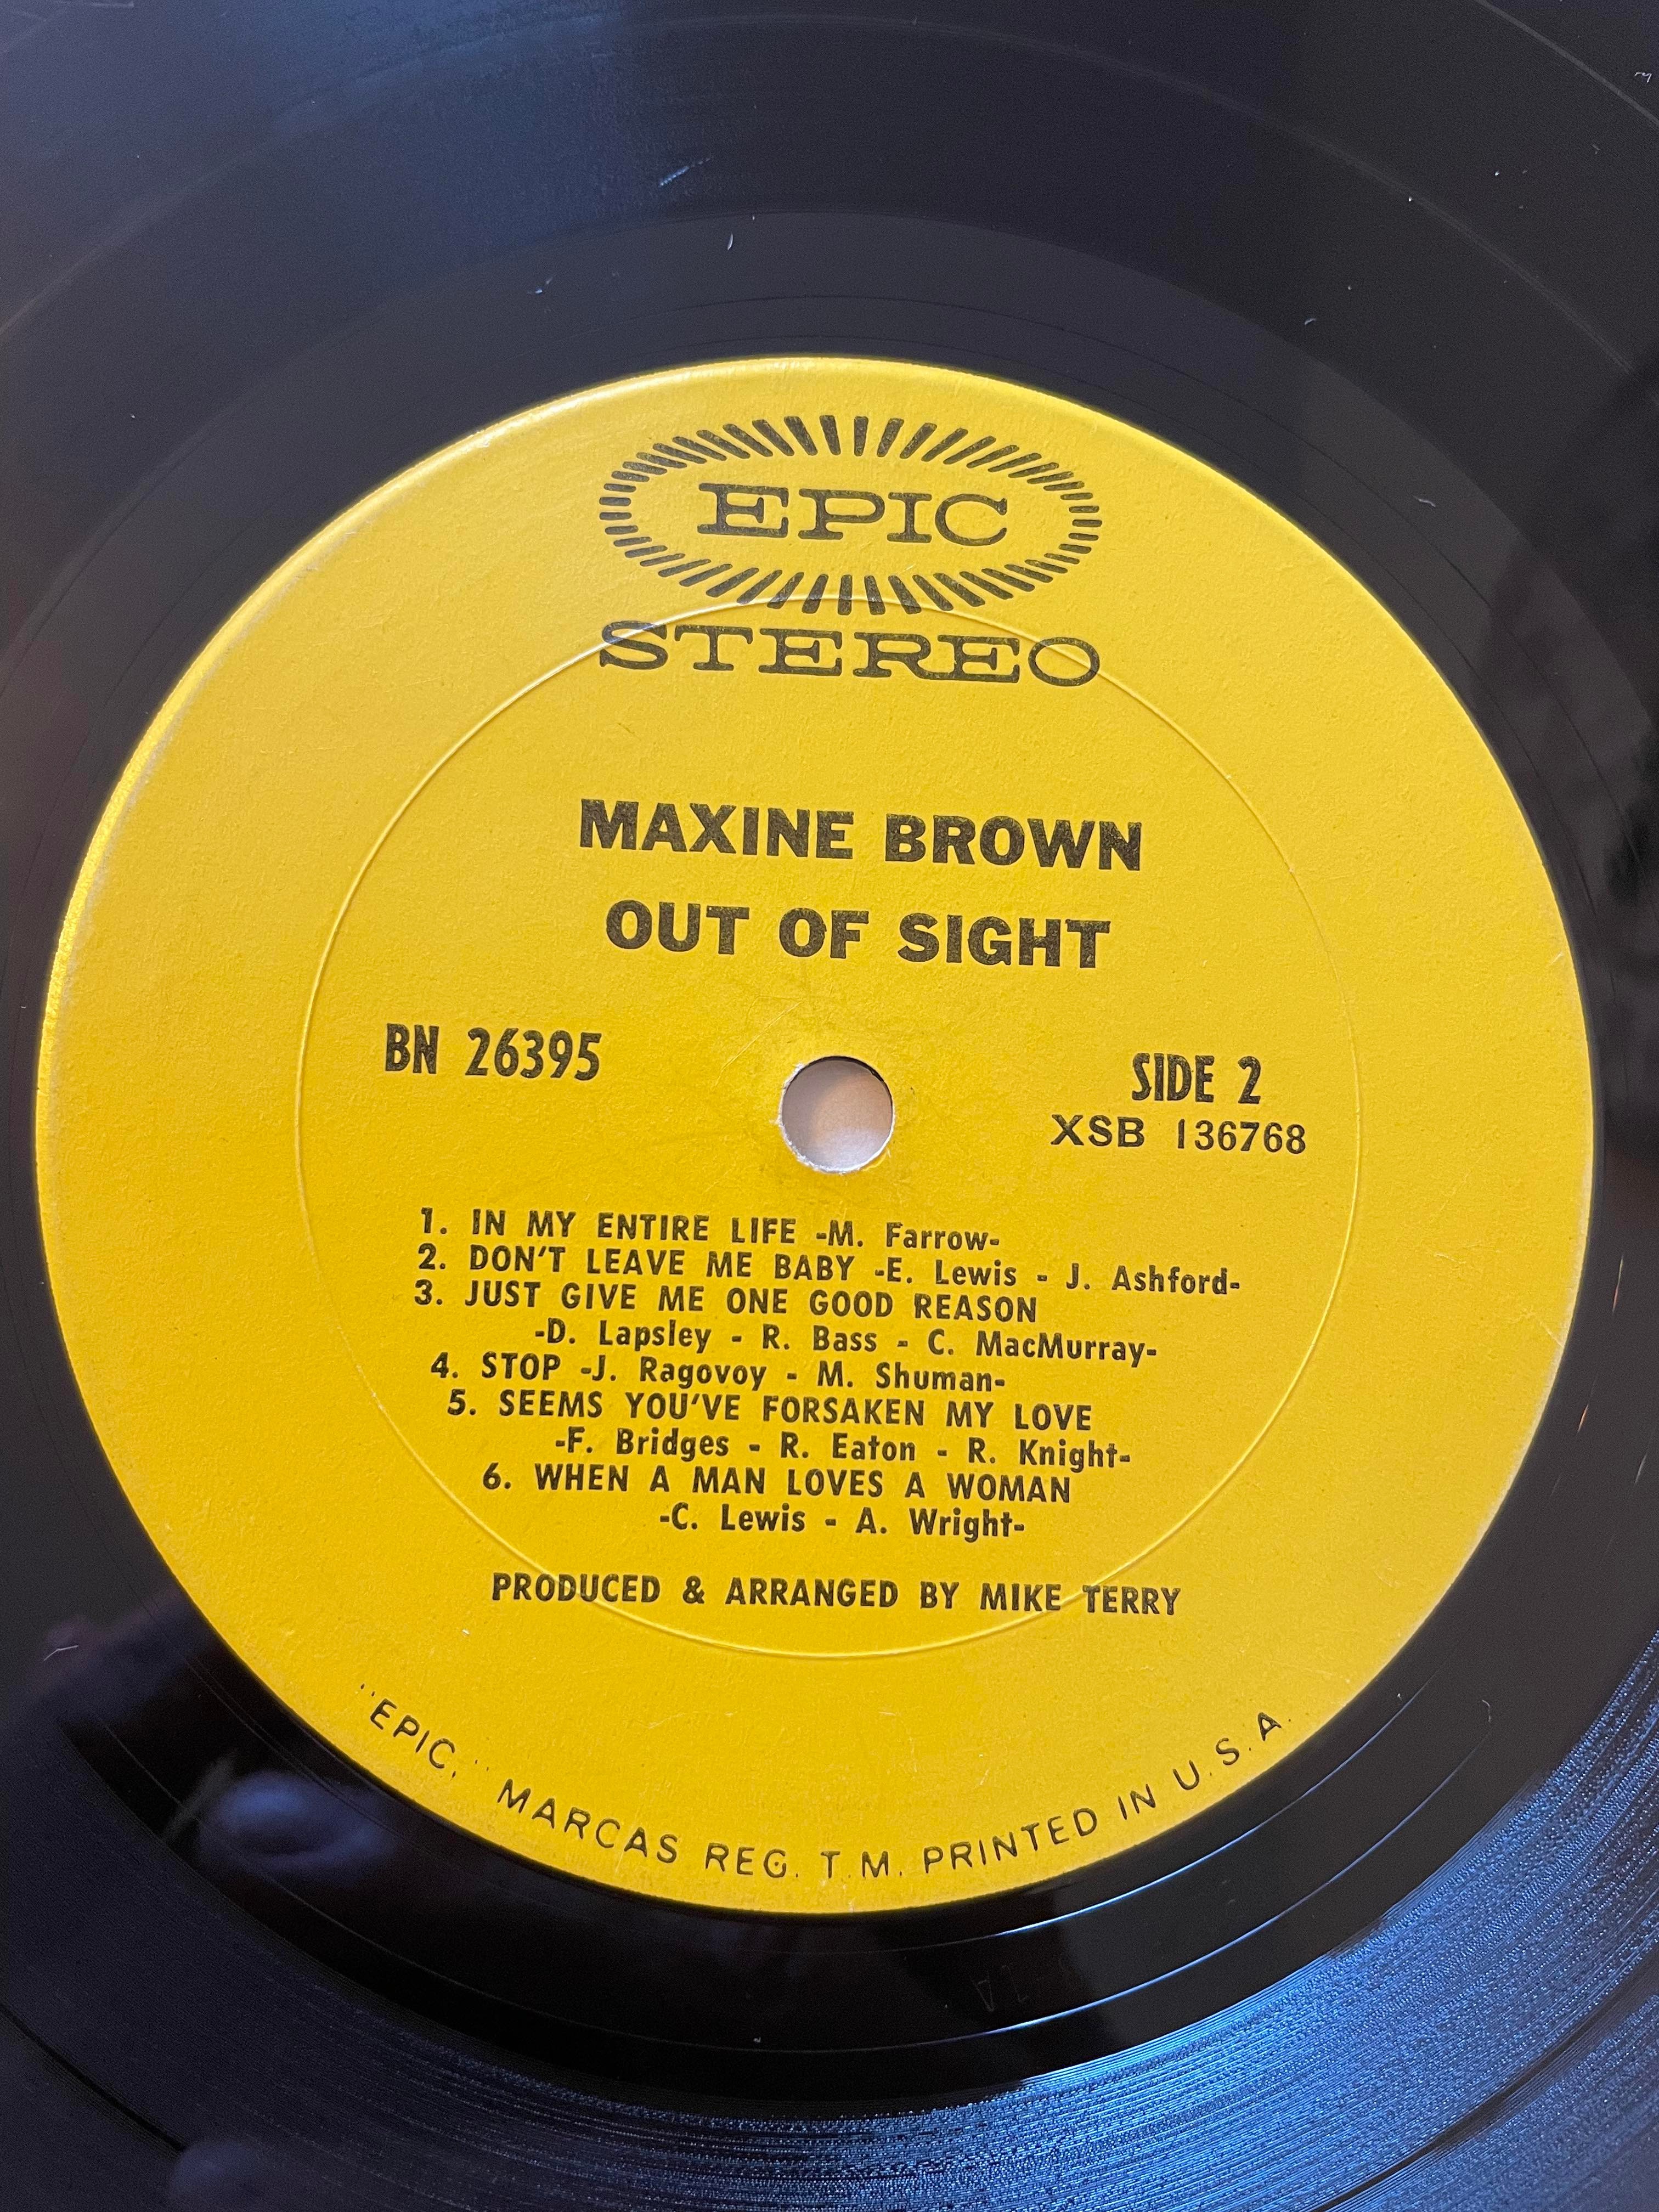 EPIC
STEREO
MAXINE BROWN
OUT OF SIGHT
BN 26395
SIDE 2
XSB 136768
1. IN MY ENTIRE LIFE -M. Farrow-
2. DON'T LEAVE ME BABY -E. Lewis - J. Ashford-
3. JUST GIVE ME ONE GOOD REASON
-D. Lapsley - R. Bass - C. MacMurray-
4. STOP -J. Ragovoy - M. Shuman-
5. SEEMS YOU'VE FORSAKEN MY LOVE
-F. Bridges - R. Eaton - R. Knight-
6. WHEN A MAN LOVES A WOMAN
-C. Lewis - A. Wright-
PRODUCED & ARRANGED BY MIKE TERRY
"EPIC," MARCAS REG. T.M. PRINTED IN U.S.A.